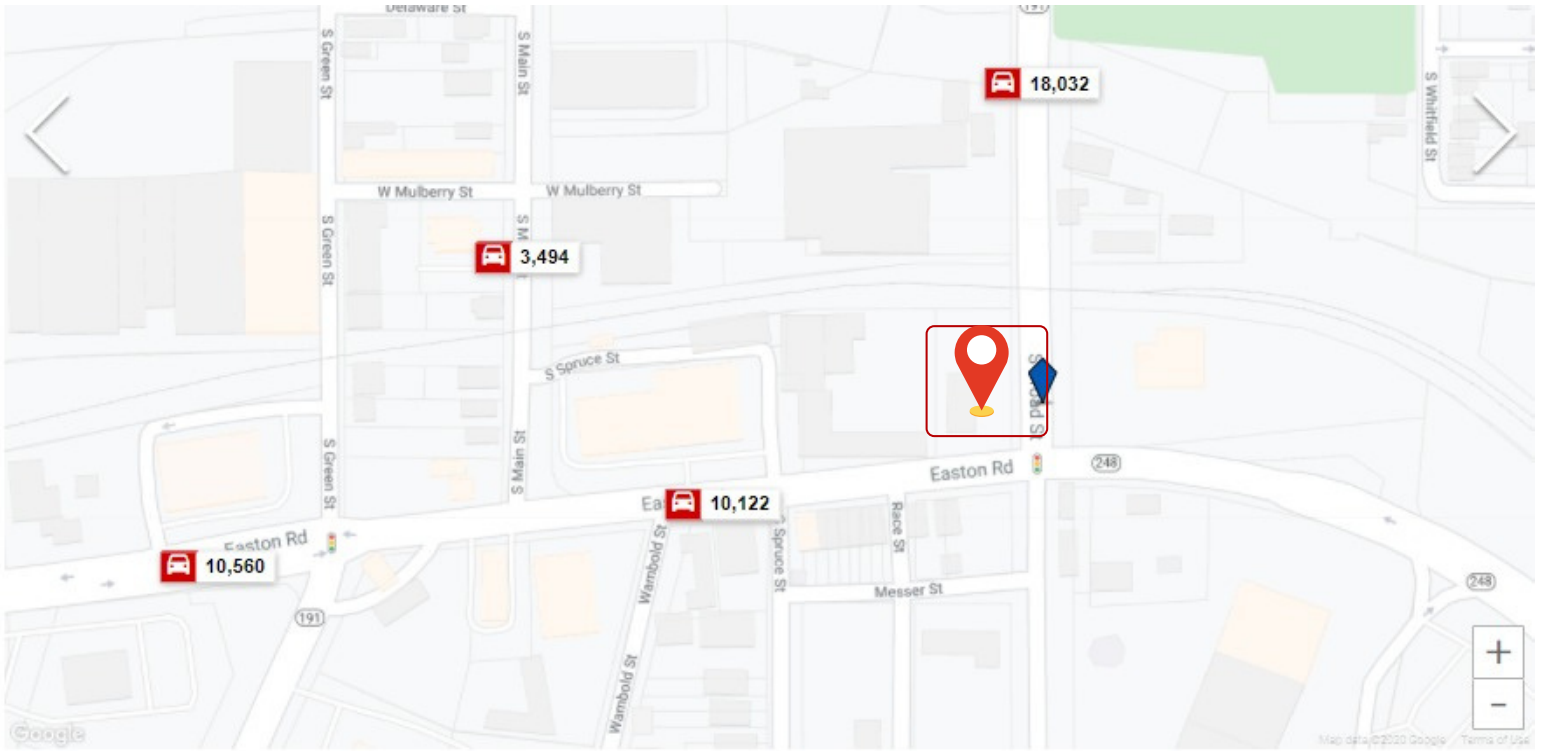 Delaware St
191
S Green St
S Main St
18,032
S Whitfield St
W Mulberry St
W Mulberry St
S Green St
3,494
S Spruce St
S Green St
S Main St
Easton Rd
248
10,122
Race St
Easton Rd
10,560
Wambold St
Spruce St
Messer St
248
191
Wambold St
+
−
Google
Map data ©2020 Google
Terms of Use